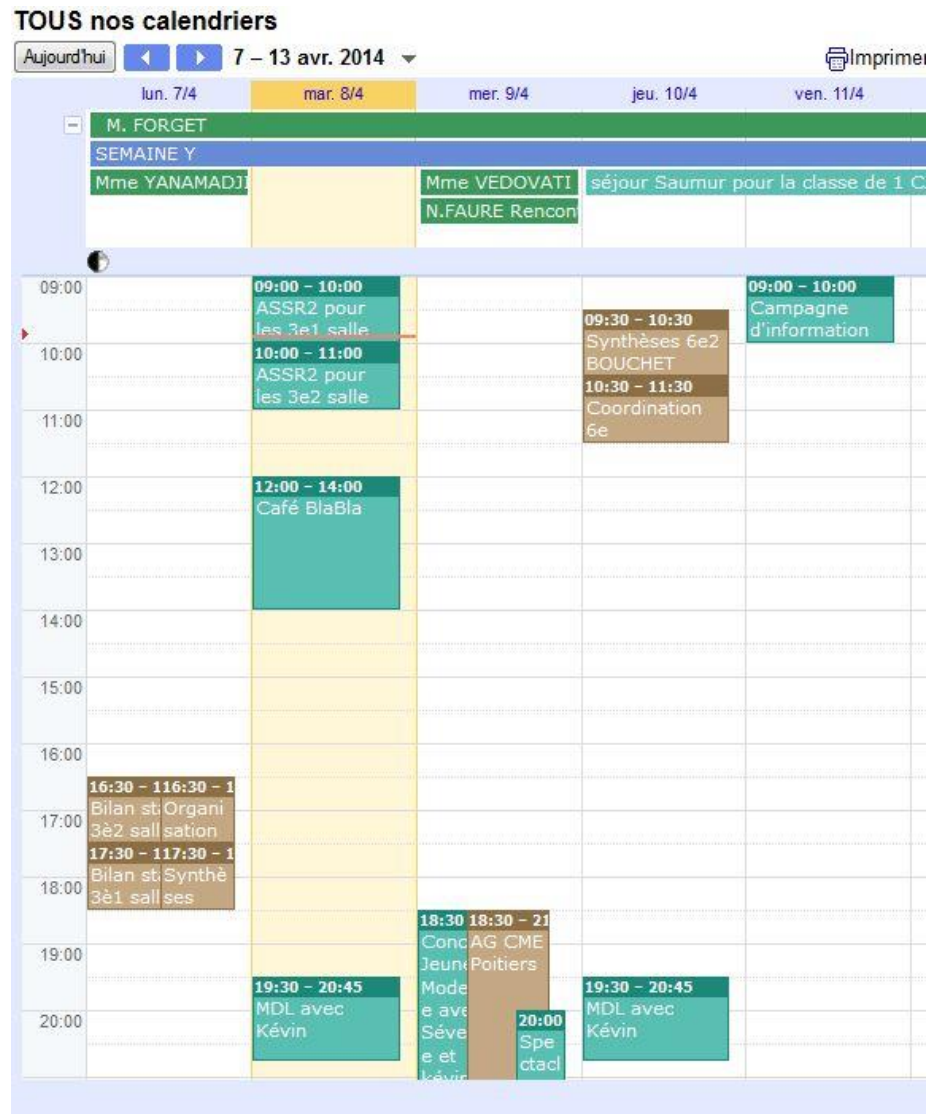 TOUS nos calendriers
Aujourd'hui 7 – 13 avr. 2014 Imprimer
lun. 7/4 mar. 8/4 mer. 9/4 jeu. 10/4 ven. 11/4
M. FORGET
SEMAINE Y
Mme YANAMADJI Mme VEDOVATI séjour Saumur pour la classe de 1 C
N.FAURE Rencon
09:00
10:00
11:00
12:00
13:00
14:00
15:00
16:00
17:00
18:00
19:00
20:00
16:30 – 1
Bilan st
3è2 sall
16:30 – 1
Organi
sation
17:30 – 1
Bilan st
3è1 sall
17:30 – 1
Synthè
ses
09:00 – 10:00
ASSR2 pour
les 3e1 salle
10:00 – 11:00
ASSR2 pour
les 3e2 salle
12:00 – 14:00
Café BlaBla
19:30 – 20:45
MDL avec
Kévin
18:30
Conc
Jeune
Mode
e ave
Séve
e et
kévin
18:30 – 21
AG CME
Poitiers
20:00
Spe
ctacl
09:30 – 10:30
Synthèses 6e2
BOUCHET
10:30 – 11:30
Coordination
6e
19:30 – 20:45
MDL avec
Kévin
09:00 – 10:00
Campagne
d'information